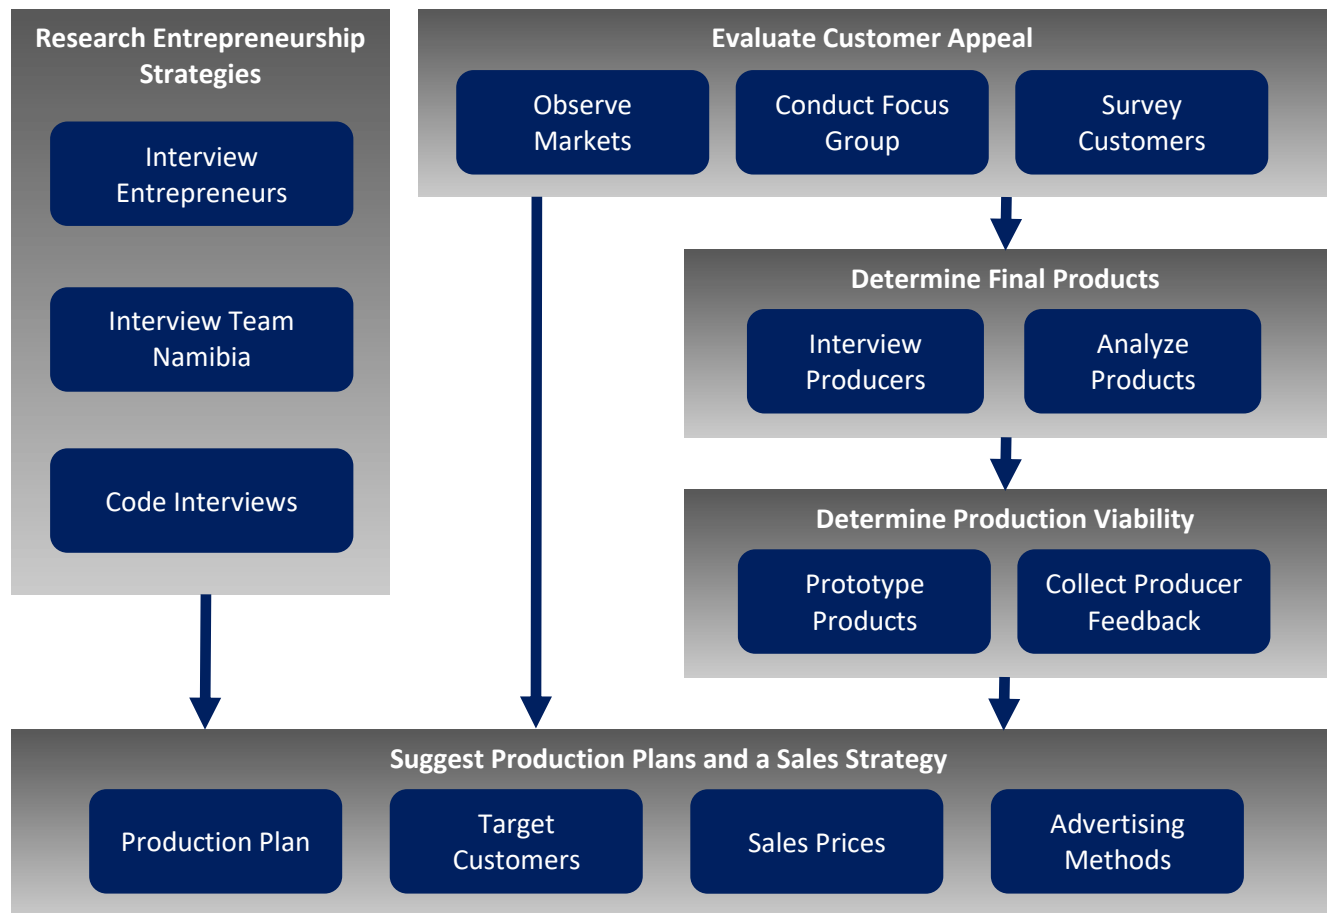 Research Entrepreneurship
Strategies
Interview
Entrepreneurs
Interview Team
Namibia
Code Interviews
Evaluate Customer Appeal
Observe
Markets
Conduct Focus
Group
Survey
Customers
Determine Final Products
Interview
Producers
Analyze
Products
Determine Production Viability
Prototype
Products
Collect Producer
Feedback
Suggest Production Plans and a Sales Strategy
Production Plan
Target
Customers
Sales Prices
Advertising
Methods